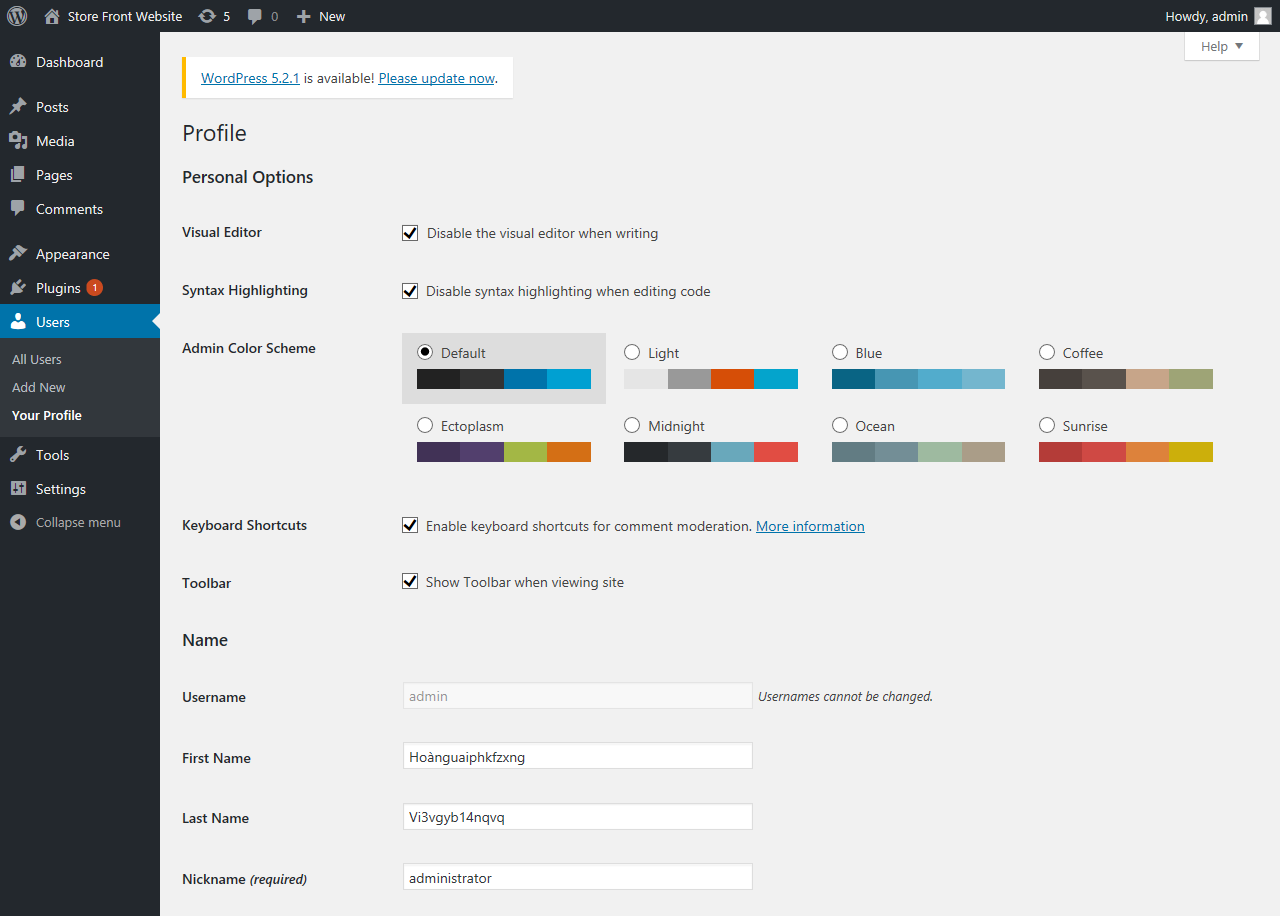 Store Front Website 5 0 New Howdy, admin
Help
Dashboard
Posts
Media
Pages
Comments
Appearance
Plugins 1
Users
All Users
Add New
Your Profile
Tools
Settings
Collapse menu
WordPress 5.2.1 is available! Please update now.
Profile
Personal Options
Visual Editor Disable the visual editor when writing
Syntax Highlighting Disable syntax highlighting when editing code
Admin Color Scheme Default Light Blue Coffee
Ectoplasm Midnight Ocean Sunrise
Keyboard Shortcuts Enable keyboard shortcuts for comment moderation. More information
Toolbar Show Toolbar when viewing site
Name
Username admin Usernames cannot be changed.
First Name Hoànguaiphkfzxng
Last Name Vi3vgyb14nqvq
Nickname (required) administrator